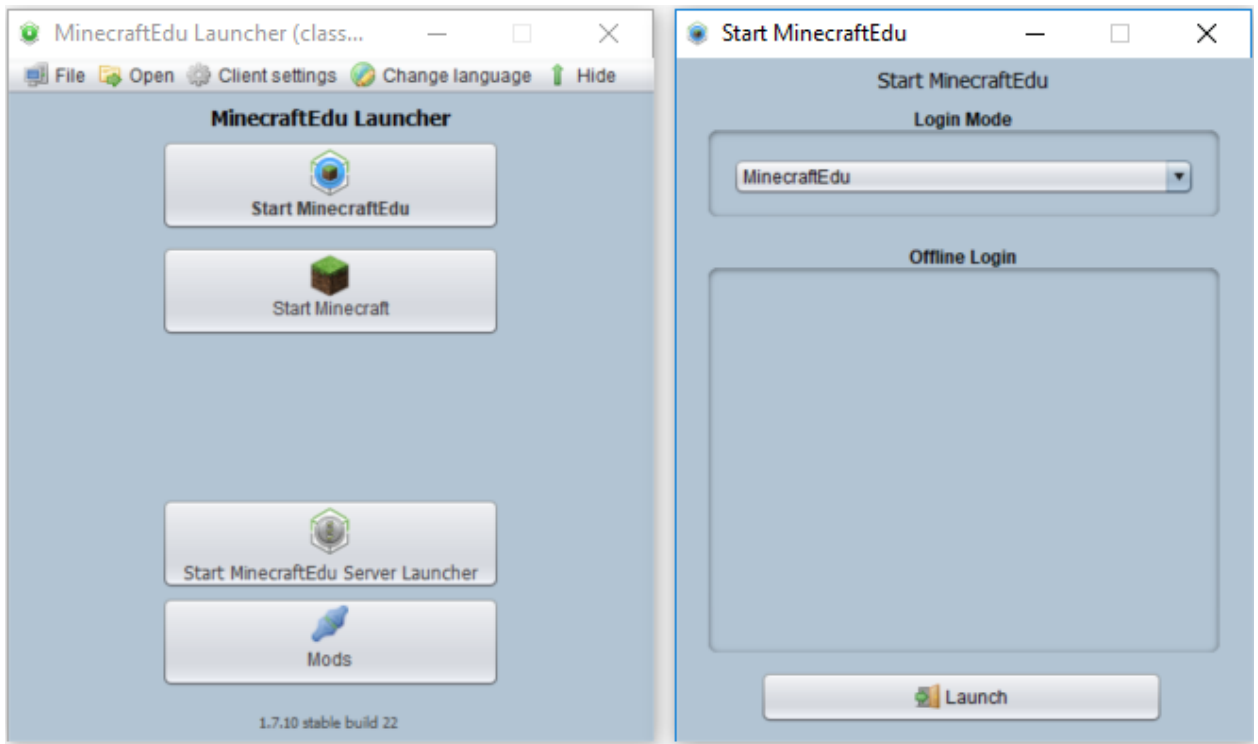 MinecraftEdu Launcher (class...
File Open Client settings Change language Hide
MinecraftEdu Launcher
Start MinecraftEdu
Start Minecraft
Start MinecraftEdu Server Launcher
Mods
1.7.10 stable build 22
Start MinecraftEdu
Start MinecraftEdu
Login Mode
MinecraftEdu
Offline Login
Launch